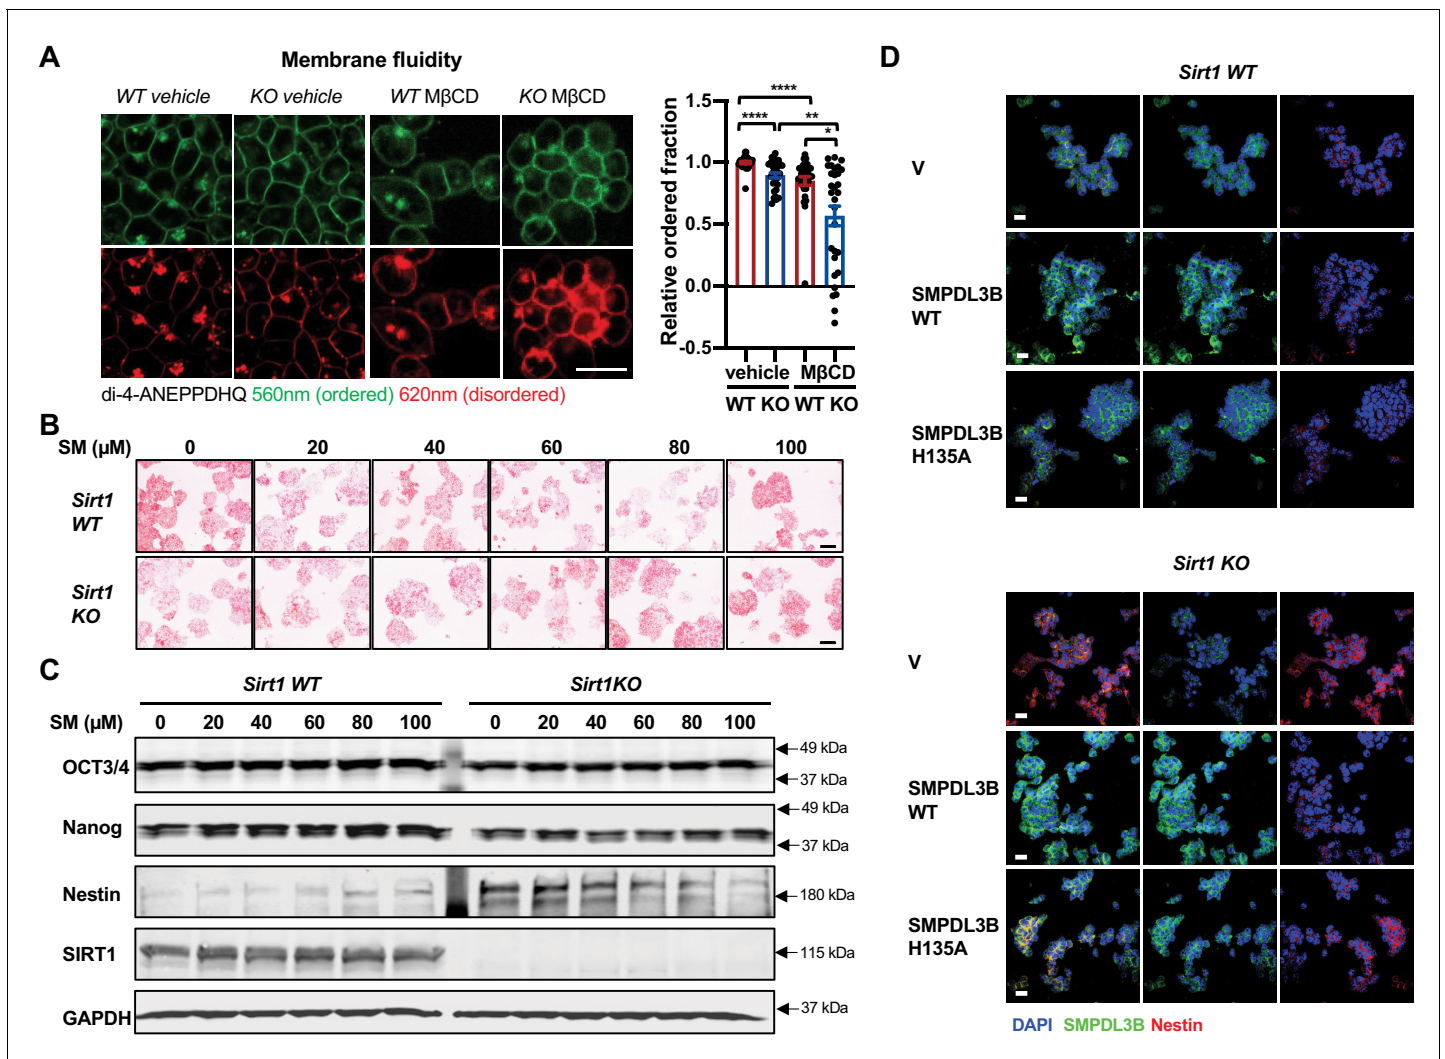 A
Membrane fluidity
WT vehicle
KO vehicle
WT MβCD
KO MβCD
di-4-ANEPPDHQ 560nm (ordered) 620nm (disordered)
Relative ordered fraction
1.5
1.0
0.5
0.0
-0.5
****
****
**
*
vehicle MβCD
WT KO WT KO
B
SM (µM) 0 20 40 60 80 100
Sirt1
WT
Sirt1
KO
C
Sirt1 WT
Sirt1KO
SM (µM) 0 20 40 60 80 100 0 20 40 60 80 100
OCT3/4
49 kDa
37 kDa
Nanog
49 kDa
37 kDa
Nestin
180 kDa
SIRT1
115 kDa
GAPDH
37 kDa
D
Sirt1 WT
V
SMPDL3B
WT
SMPDL3B
H135A
Sirt1 KO
V
SMPDL3B
WT
SMPDL3B
H135A
DAPI SMPDL3B Nestin